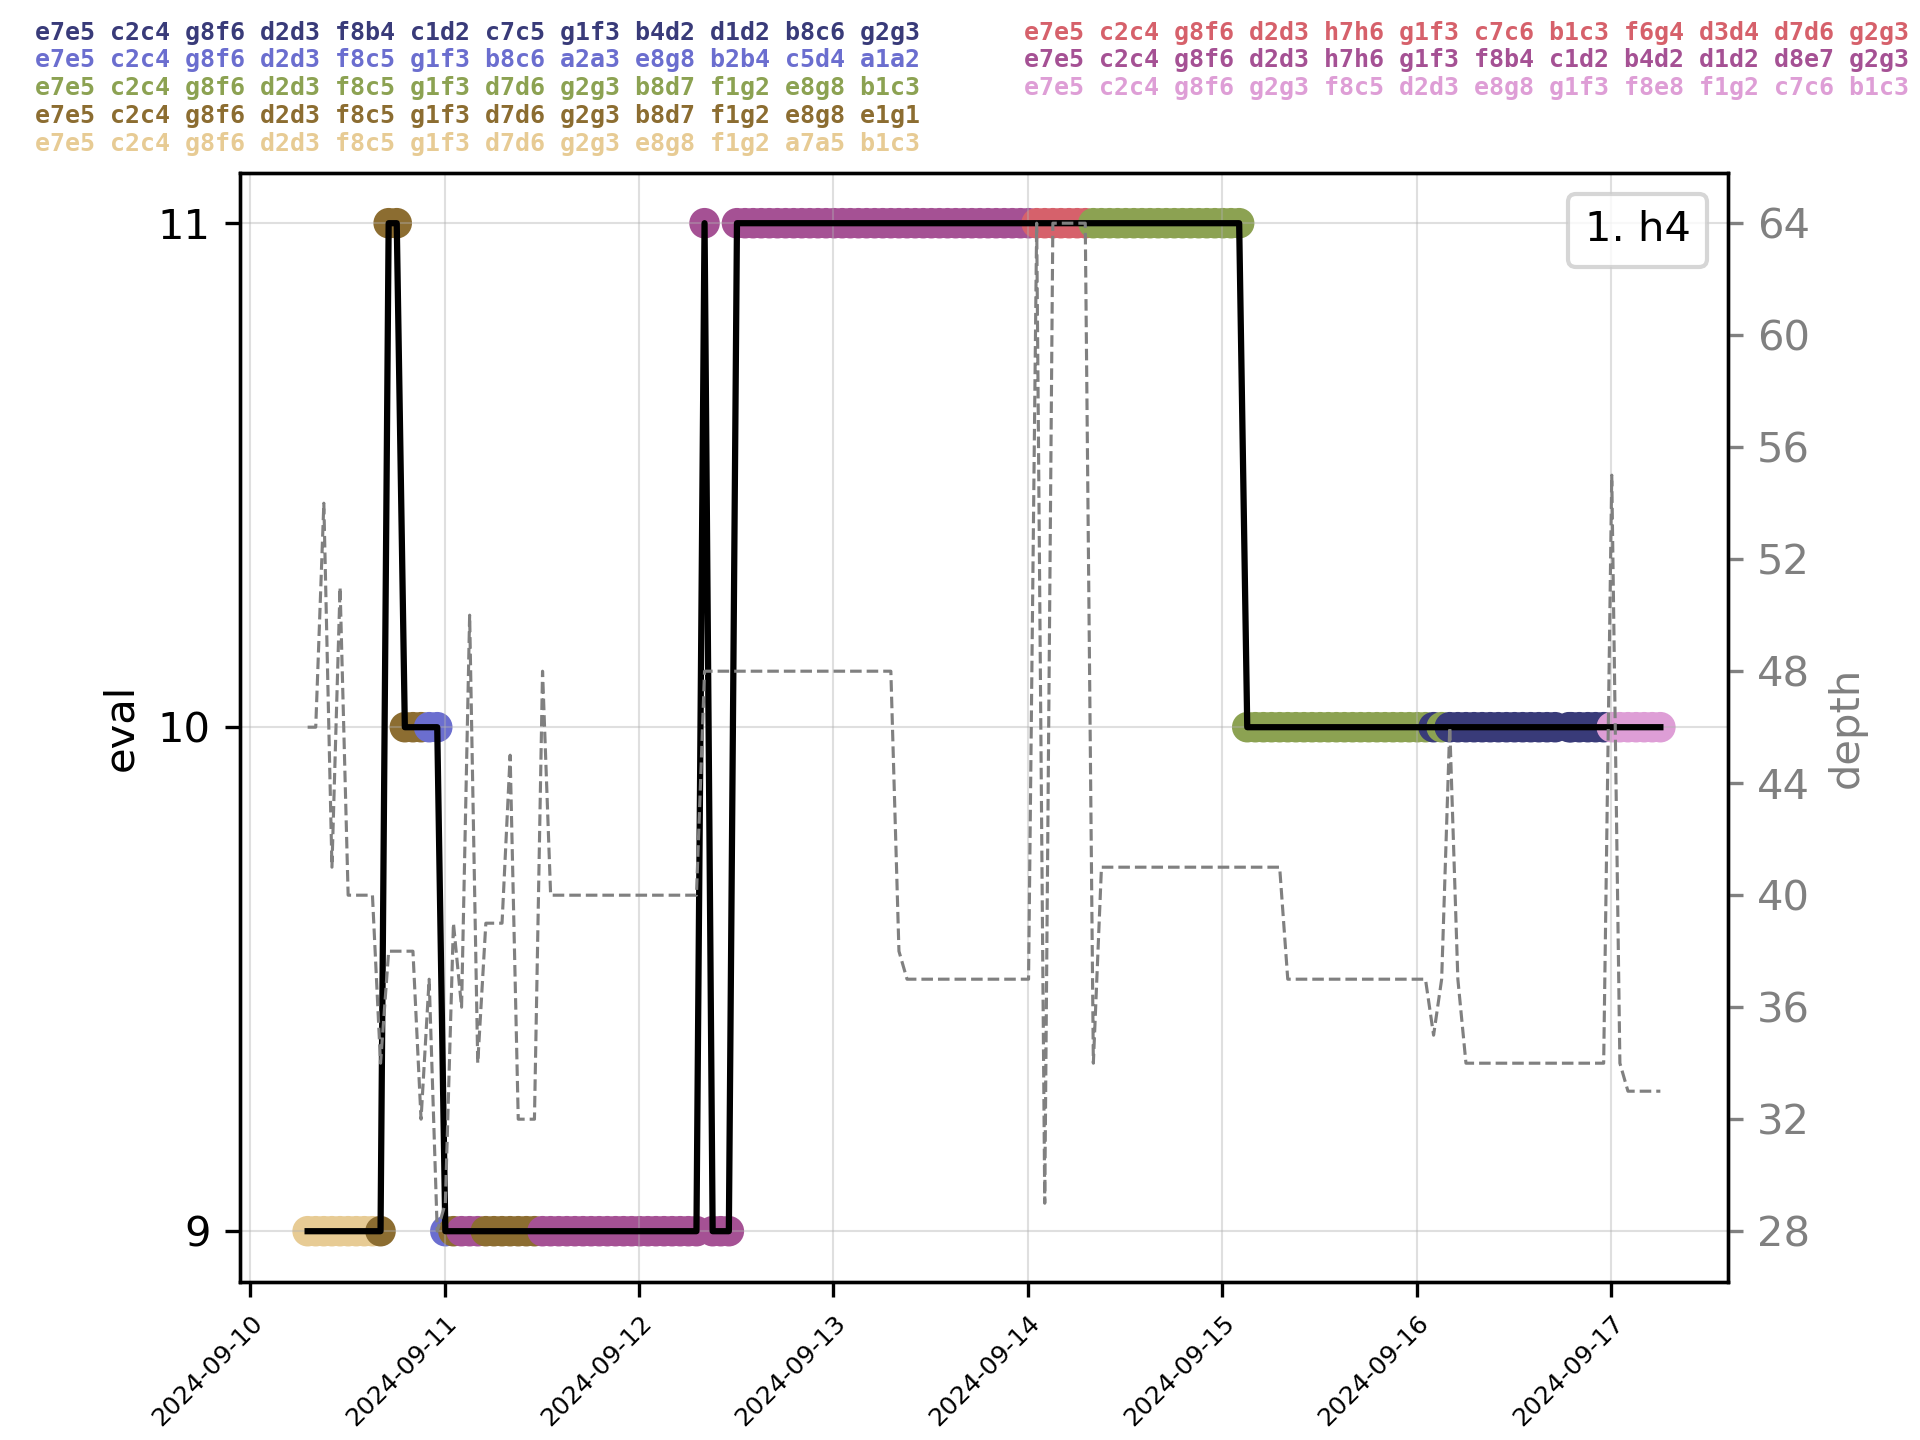 e7e5 c2c4 g8f6 d2d3 f8b4 c1d2 c7c5 g1f3 b4d2 d1d2 b8c6 g2g3
e7e5 c2c4 g8f6 d2d3 f8c5 g1f3 b8c6 a2a3 e8g8 b2b4 c5d4 a1a2
e7e5 c2c4 g8f6 d2d3 f8c5 g1f3 d7d6 g2g3 b8d7 f1g2 e8g8 b1c3
e7e5 c2c4 g8f6 d2d3 f8c5 g1f3 d7d6 g2g3 b8d7 f1g2 e8g8 e1g1
e7e5 c2c4 g8f6 d2d3 f8c5 g1f3 d7d6 g2g3 e8g8 f1g2 a7a5 b1c3
e7e5 c2c4 g8f6 d2d3 h7h6 g1f3 c7c6 b1c3 f6g4 d3d4 d7d6 g2g3
e7e5 c2c4 g8f6 d2d3 h7h6 g1f3 f8b4 c1d2 b4d2 d1d2 d8e7 g2g3
e7e5 c2c4 g8f6 g2g3 f8c5 d2d3 e8g8 g1f3 f8e8 f1g2 c7c6 b1c3
1. h4
eval
11
10
9
64
60
56
52
48
44
40
36
32
28
depth
2024-09-10
2024-09-11
2024-09-12
2024-09-13
2024-09-14
2024-09-15
2024-09-16
2024-09-17